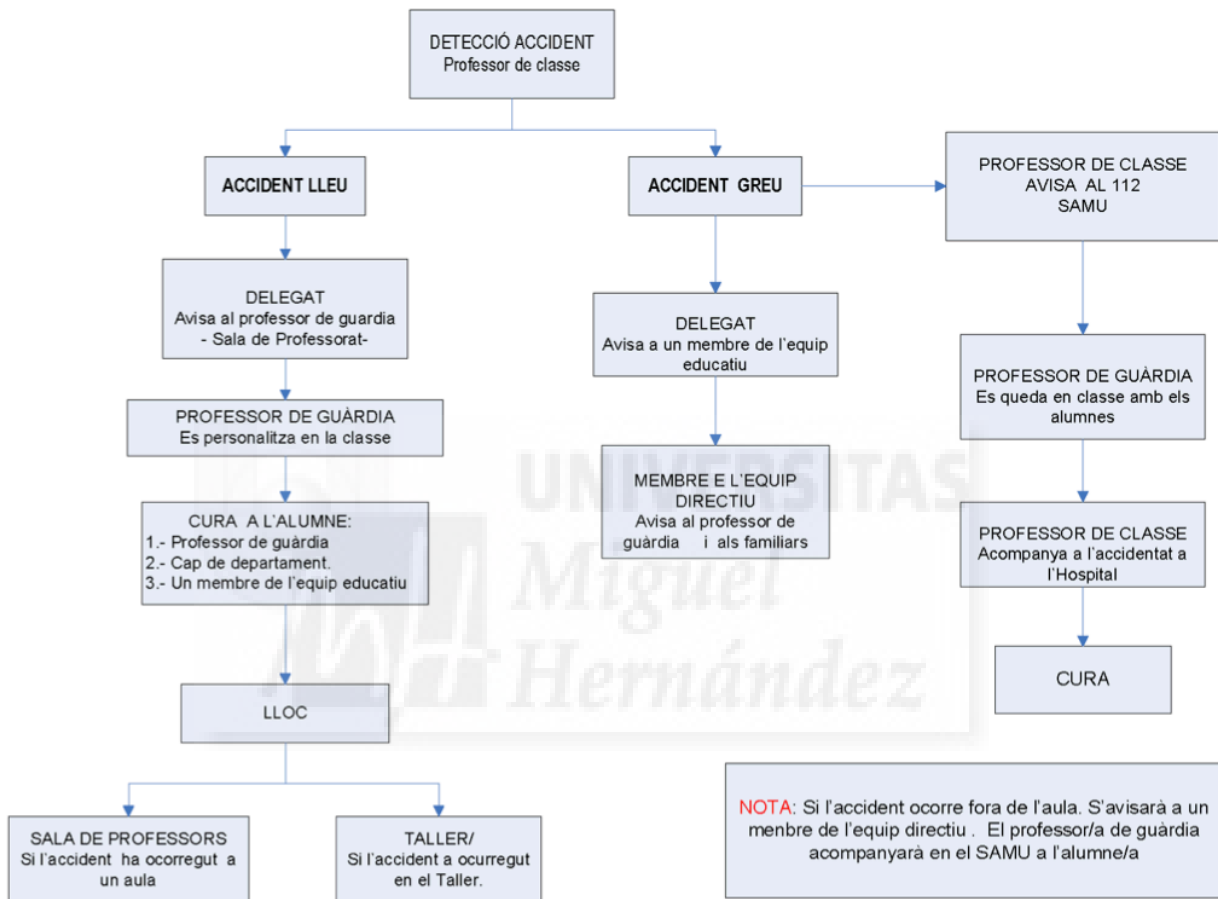 DETECCIÓ ACCIDENT
Professor de classe
ACCIDENT LLEU
ACCIDENT GREU
PROFESSOR DE CLASSE
AVISA AL 112
SAMU
DELEGAT
Avisa al professor de guardia
- Sala de Professorat-
DELEGAT
Avisa a un membre de l'equip
educatiu
PROFESSOR DE GUÀRDIA
Es queda en classe amb els
alumnes
PROFESSOR DE GUÀRDIA
Es personalitza en la classe
MEMBRE E L'EQUIP
DIRECTIU
Avisa al professor de
guàrdia i als familiars
CURA A L'ALUMNE:
1.- Professor de guàrdia
2.- Cap de departament.
3.- Un membre de l'equip educatiu
PROFESSOR DE CLASSE
Acompanya a l'accidentat a
l'Hospital
CURA
LLOC
SALA DE PROFESSORS
Si l'accident ha ocorregut a
un aula
TALLER/
Si l'accident a ocurregut
en el Taller.
NOTA: Si l'accident ocorre fora de l'aula. S'avisarà a un
menbre de l'equip directiu . El professor/a de guàrdia
acompanyarà en el SAMU a l'alumne/a
UNIVERSITAS
Miguel
Hernández